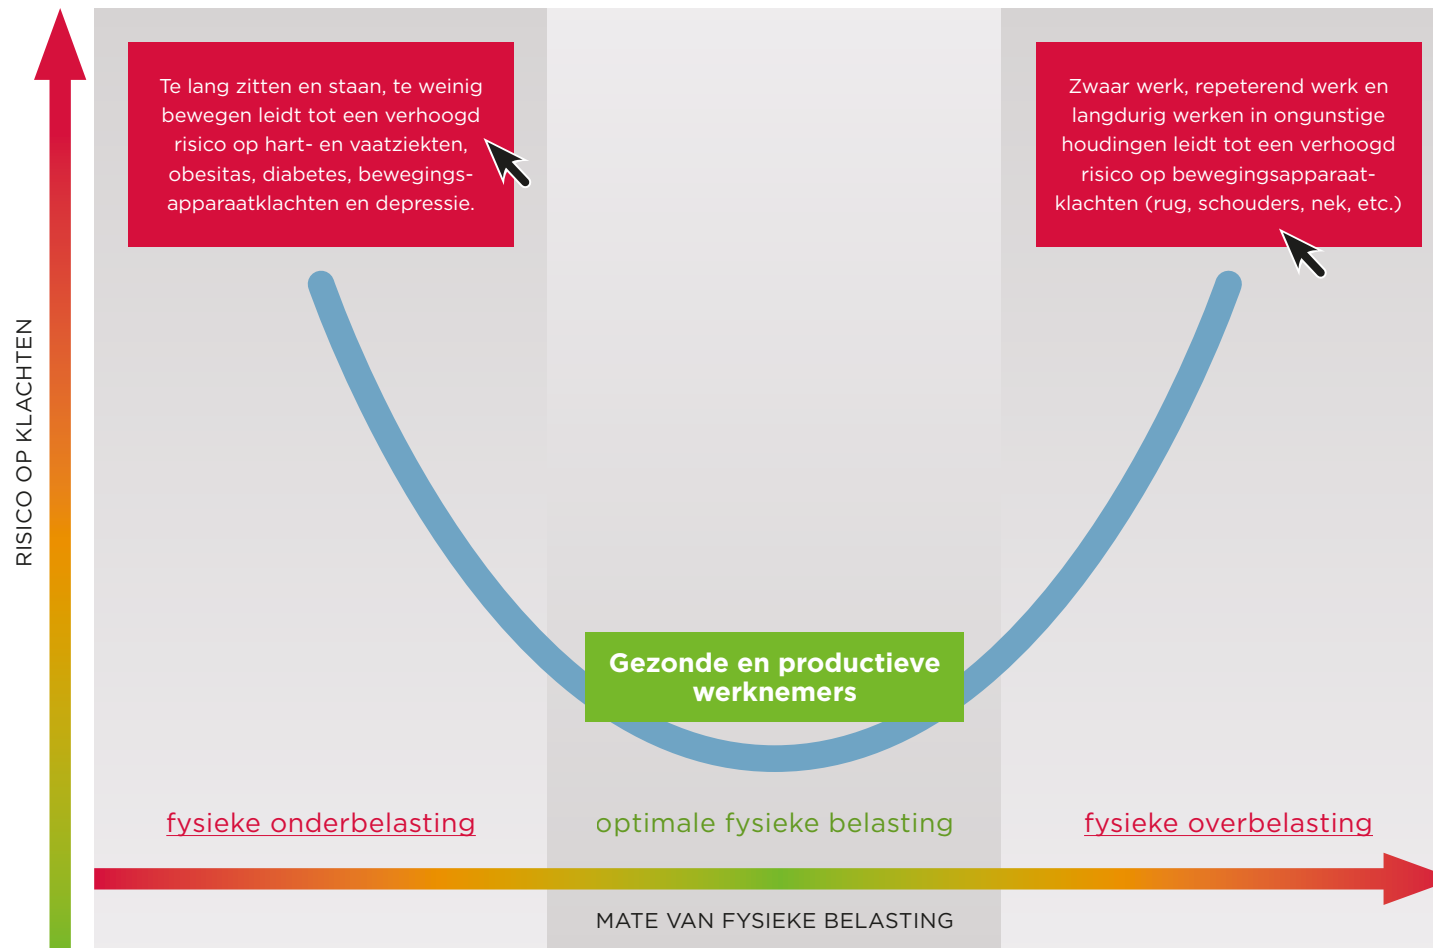 Te lang zitten en staan, te weinig
bewegen leidt tot een verhoogd
risico op hart- en vaatziekten,
obesitas, diabetes, bewegings-
apparaatklachten en depressie.
Zwaar werk, repeterend werk en
langdurig werken in ongunstige
houdingen leidt tot een verhoogd
risico op bewegingsapparaat-
klachten (rug, schouders, nek, etc.)
RISICO OP KLACHTEN
Gezonde en productieve
werknemers
fysieke onderbelasting
optimale fysieke belasting
fysieke overbelasting
MATE VAN FYSIEKE BELASTING